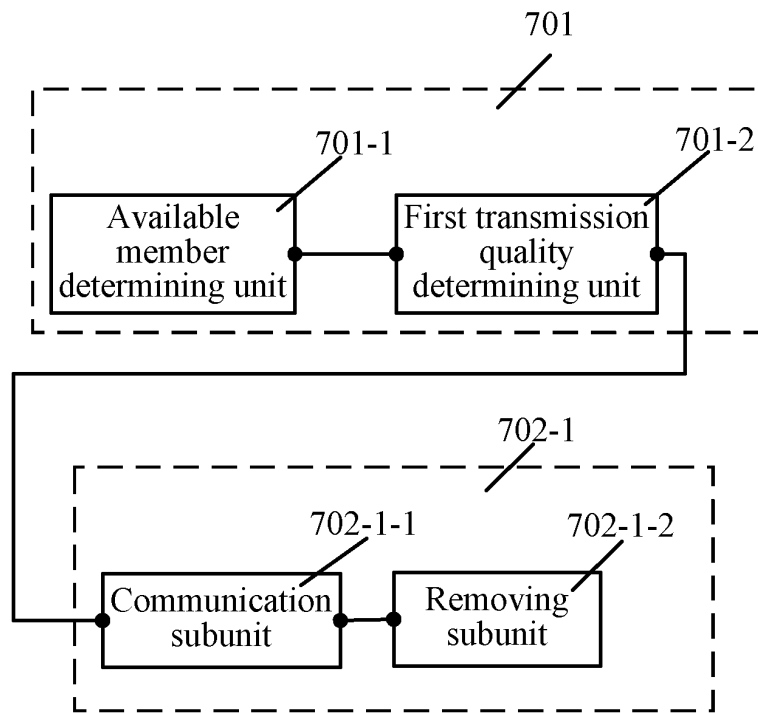 701
701-1
701-2
Available
member
determining unit
First transmission
quality
determining unit
702-1
702-1-1
702-1-2
Communication
subunit
Removing
subunit